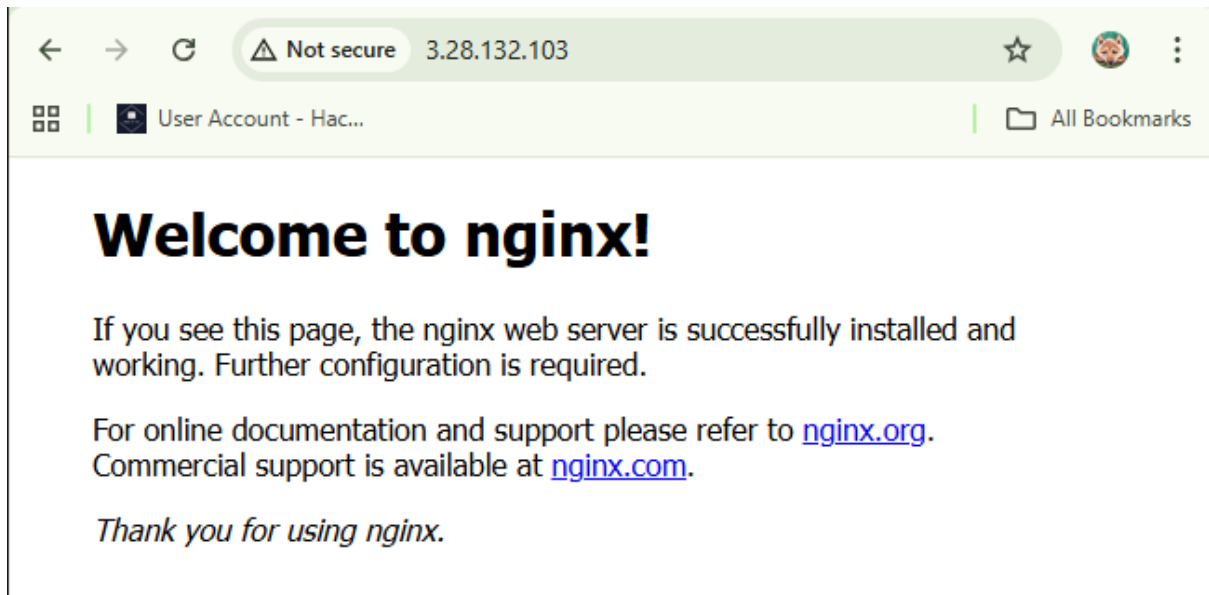 Not secure 3.28.132.103
User Account - Hac...
All Bookmarks
Welcome to nginx!
If you see this page, the nginx web server is successfully installed and
working. Further configuration is required.
For online documentation and support please refer to nginx.org.
Commercial support is available at nginx.com.
Thank you for using nginx.